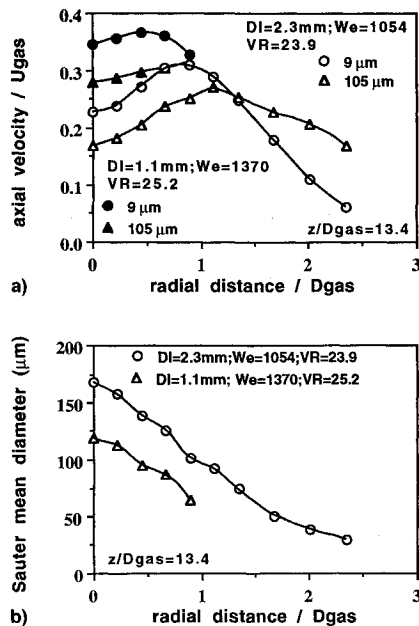 axial velocity / Ugas
0.4
0.3
0.2
0.1
0.0
Dl=2.3mm;We=1054
VR=23.9
9 µm
105 µm
Dl=1.1mm;We=1370
VR=25.2
9 µm
105 µm
z/Dgas=13.4
0
1
2
3
a)
radial distance / Dgas
Sauter mean diameter (µm)
200
150
100
50
0
Dl=2.3mm;We=1054;VR=23.9
Dl=1.1mm; We=1370;VR=25.2
z/Dgas=13.4
0
1
2
3
b)
radial distance / Dgas